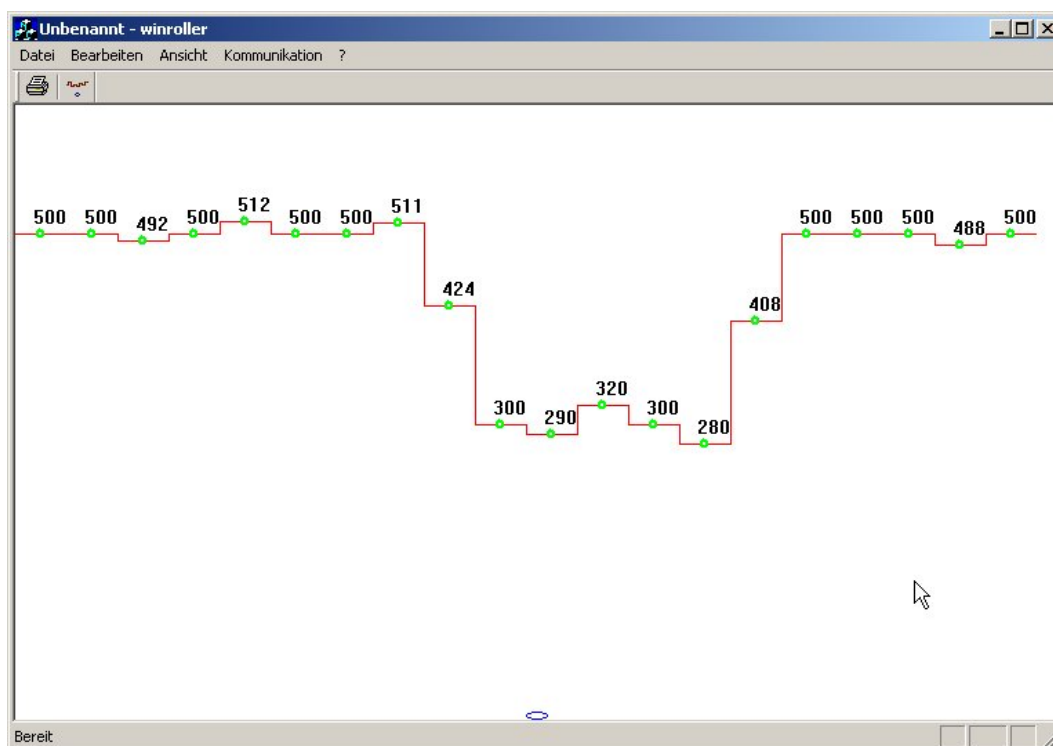 Unbenannt - winroller
Datei Bearbeiten Ansicht Kommunikation ?
500 500 492 500 512 500 500 511 424 300 290 320 300 280 408 500 500 500 488 500
Bereit